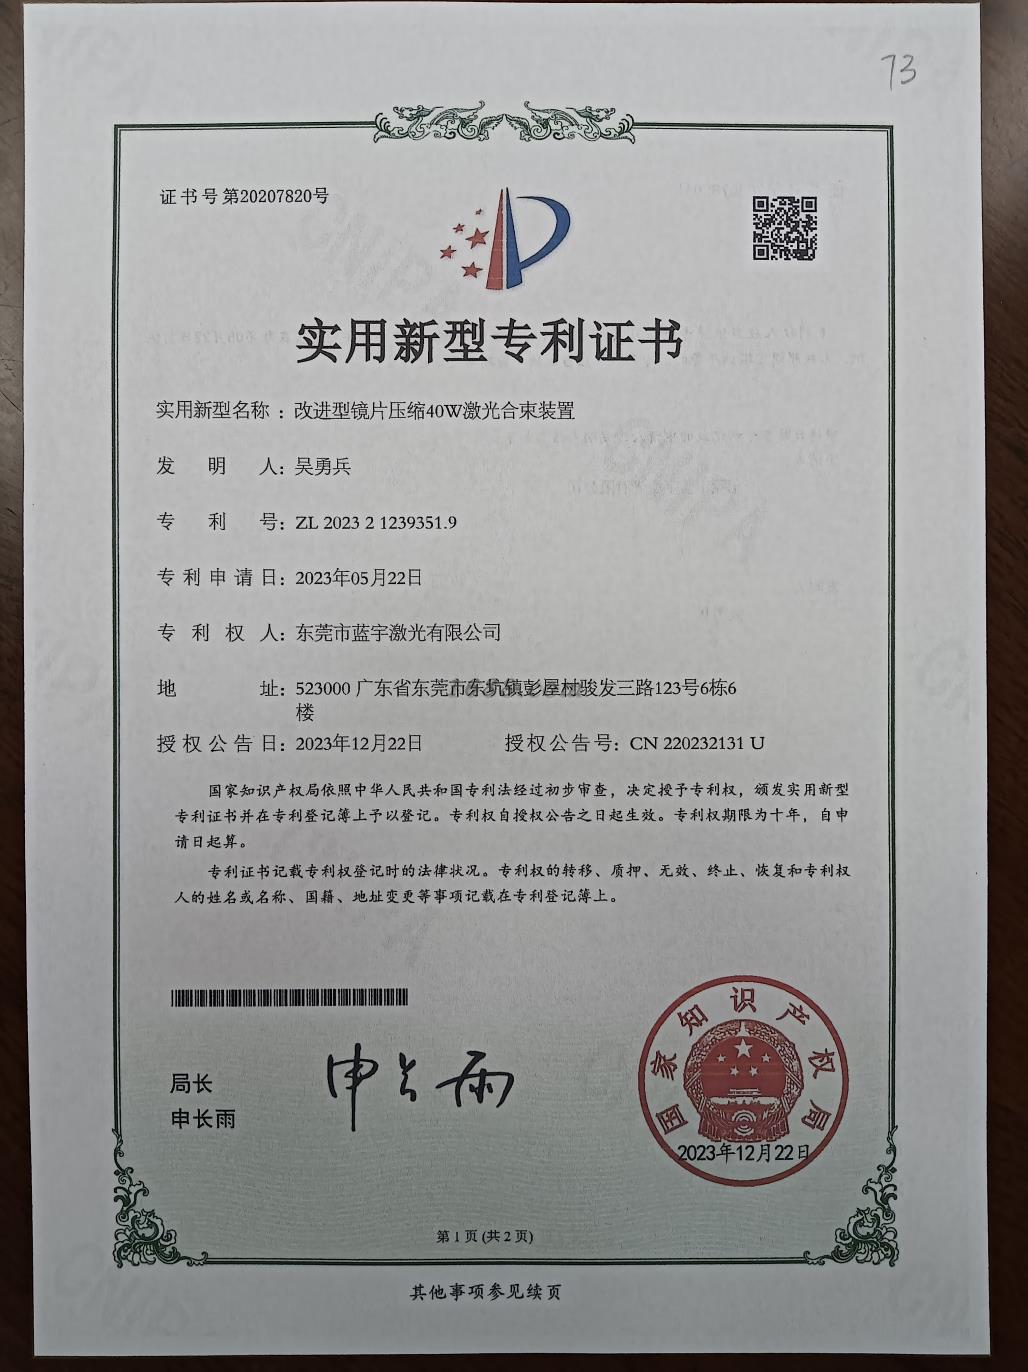 73
证书号第20207820号
实用新型专利证书
实用新型名称：改进型镜片压缩40W激光合束装置
发明人：吴勇兵
专利号：ZL 2023 2 1239351.9
专利申请日：2023年05月22日
专利权人：东莞市蓝宇激光有限公司
地址：523000 广东省东莞市东坑镇彭屋村骏发三路123号6栋6
楼
授权公告日：2023年12月22日 授权公告号：CN 220232131 U
国家知识产权局依照中华人民共和国专利法经过初步审查，决定授予专利权，颁发实用新型
专利证书并在专利登记簿上予以登记。专利权自授权公告之日起生效。专利权期限为十年，自申
请日起算。
专利证书记载专利权登记时的法律状况。专利权的转移、质押、无效、终止、恢复和专利权
人的姓名或名称、国籍、地址变更等事项记载在专利登记簿上。
局长
申长雨
申长雨
国家知识产权局
2023年12月22日
第 1 页 (共 2 页)
其他事项参见续页